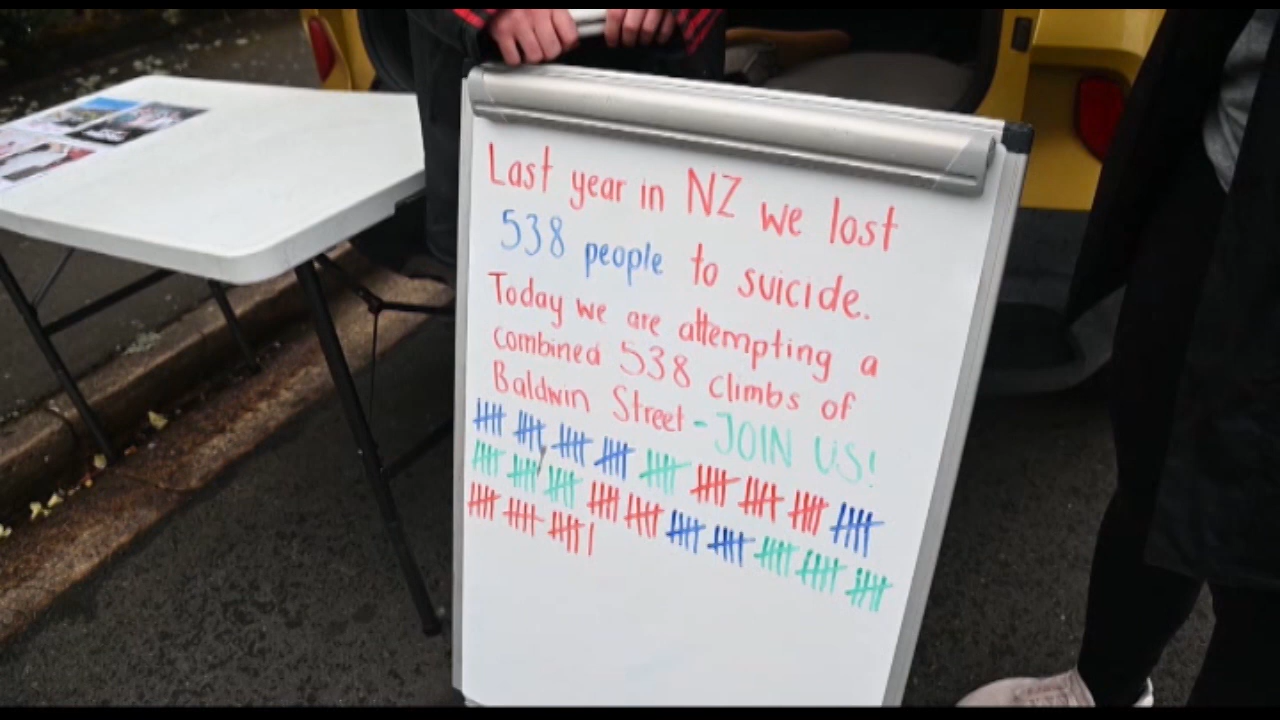 Last year in NZ we lost
538 people to suicide.
Today we are attempting a
combined 538 climbs of
Baldwin Street - JOIN US!